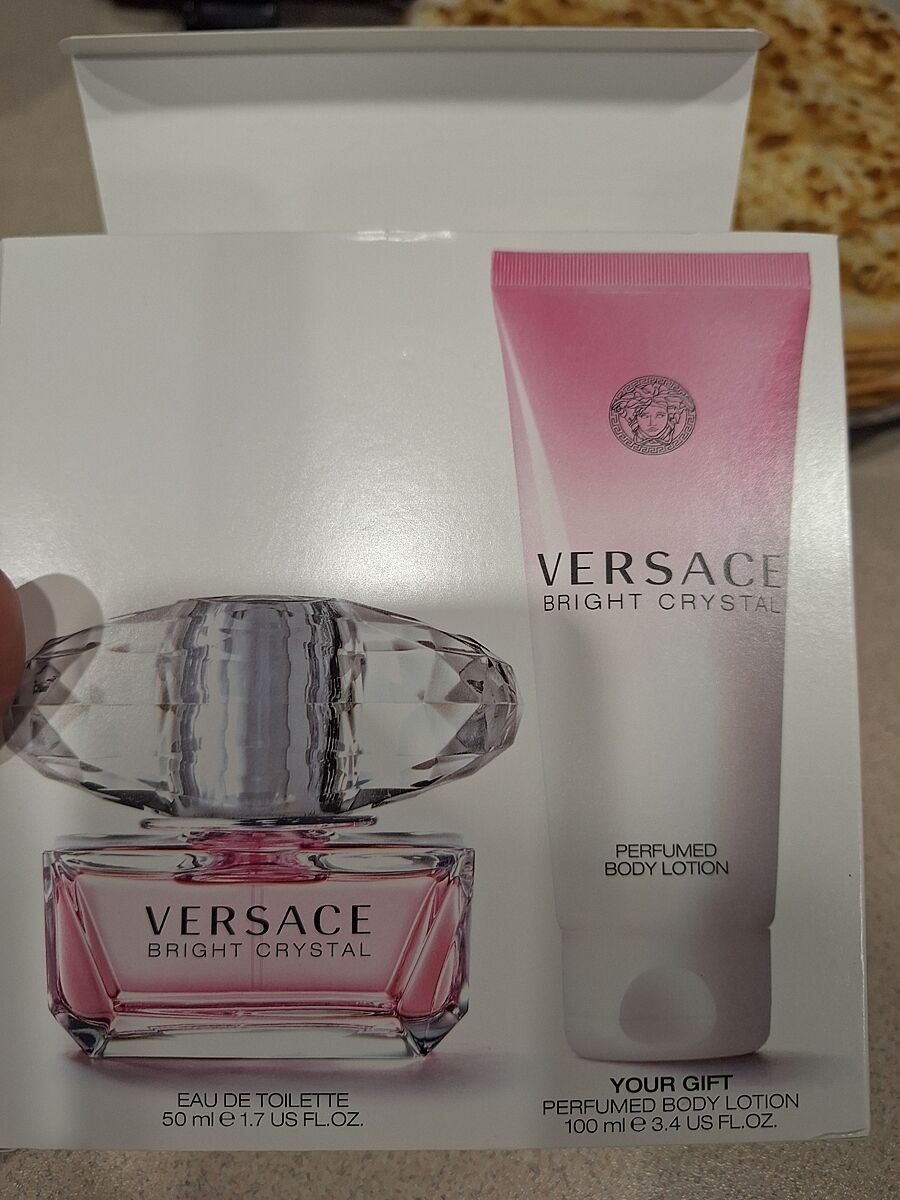 VERSACE
BRIGHT CRYSTAL
PERFUMED
BODY LOTION
VERSACE
BRIGHT CRYSTAL
EAU DE TOILETTE
50 ml e 1.7 US FL.OZ.
YOUR GIFT
PERFUMED BODY LOTION
100 ml e 3.4 US FL.OZ.